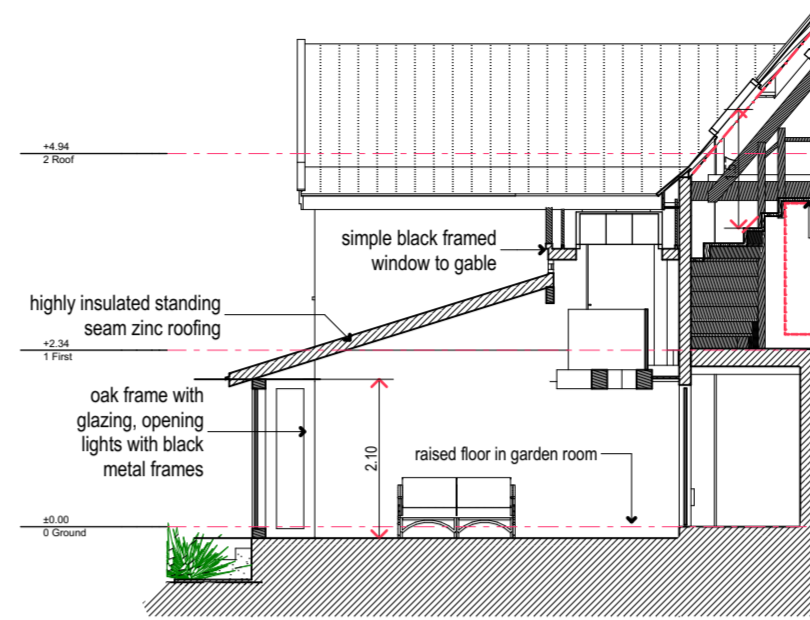 +4.94
2 Roof
simple black framed
window to gable
highly insulated standing
seam zinc roofing
+2.34
1 First
oak frame with
glazing, opening
lights with black
metal frames
2.10
raised floor in garden room
±0.00
0 Ground